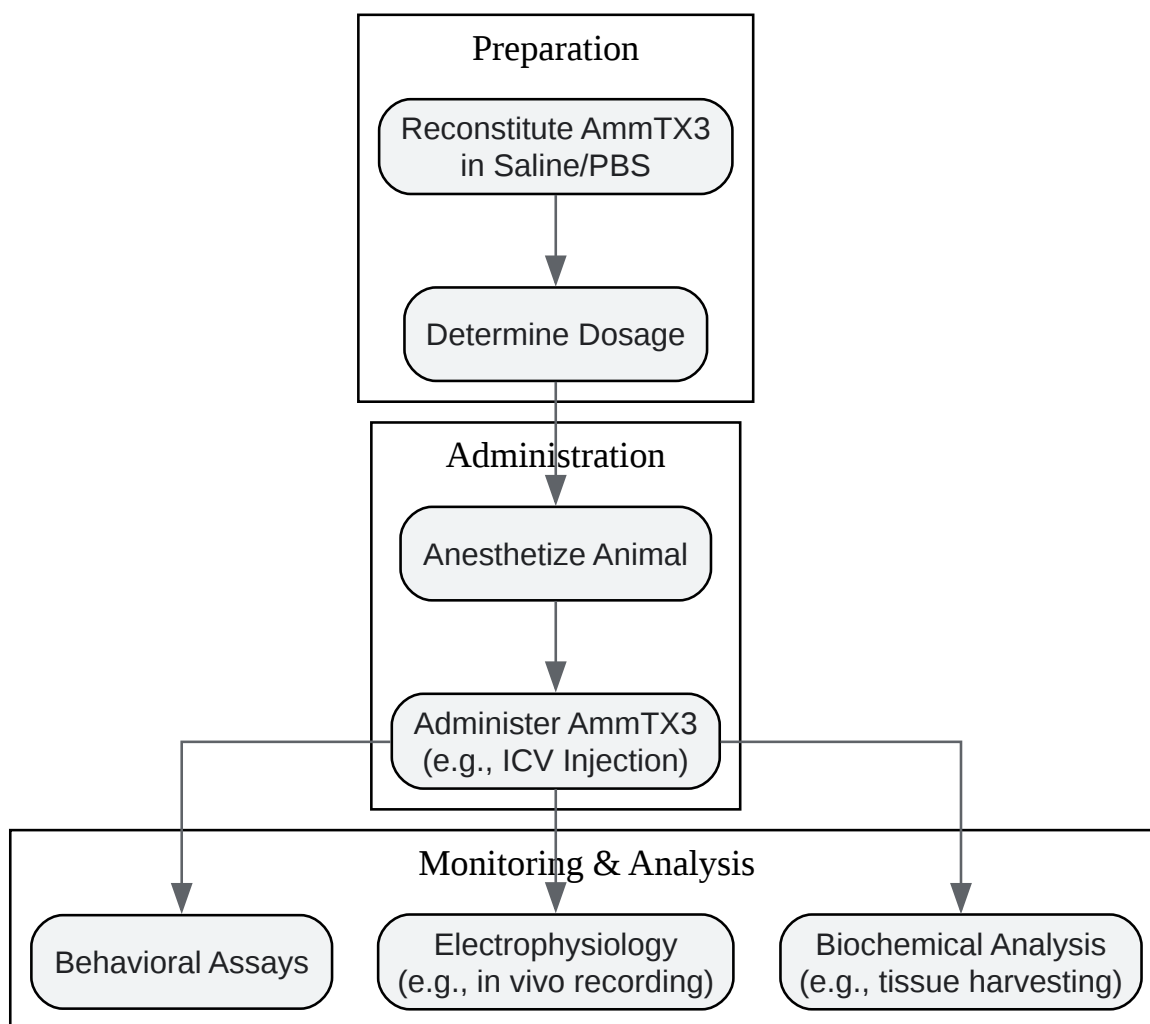 Preparation
Reconstitute AmmTX3
in Saline/PBS
Determine Dosage
Administration
Anesthetize Animal
Administer AmmTX3
(e.g., ICV Injection)
Monitoring & Analysis
Behavioral Assays
Electrophysiology
(e.g., in vivo recording)
Biochemical Analysis
(e.g., tissue harvesting)